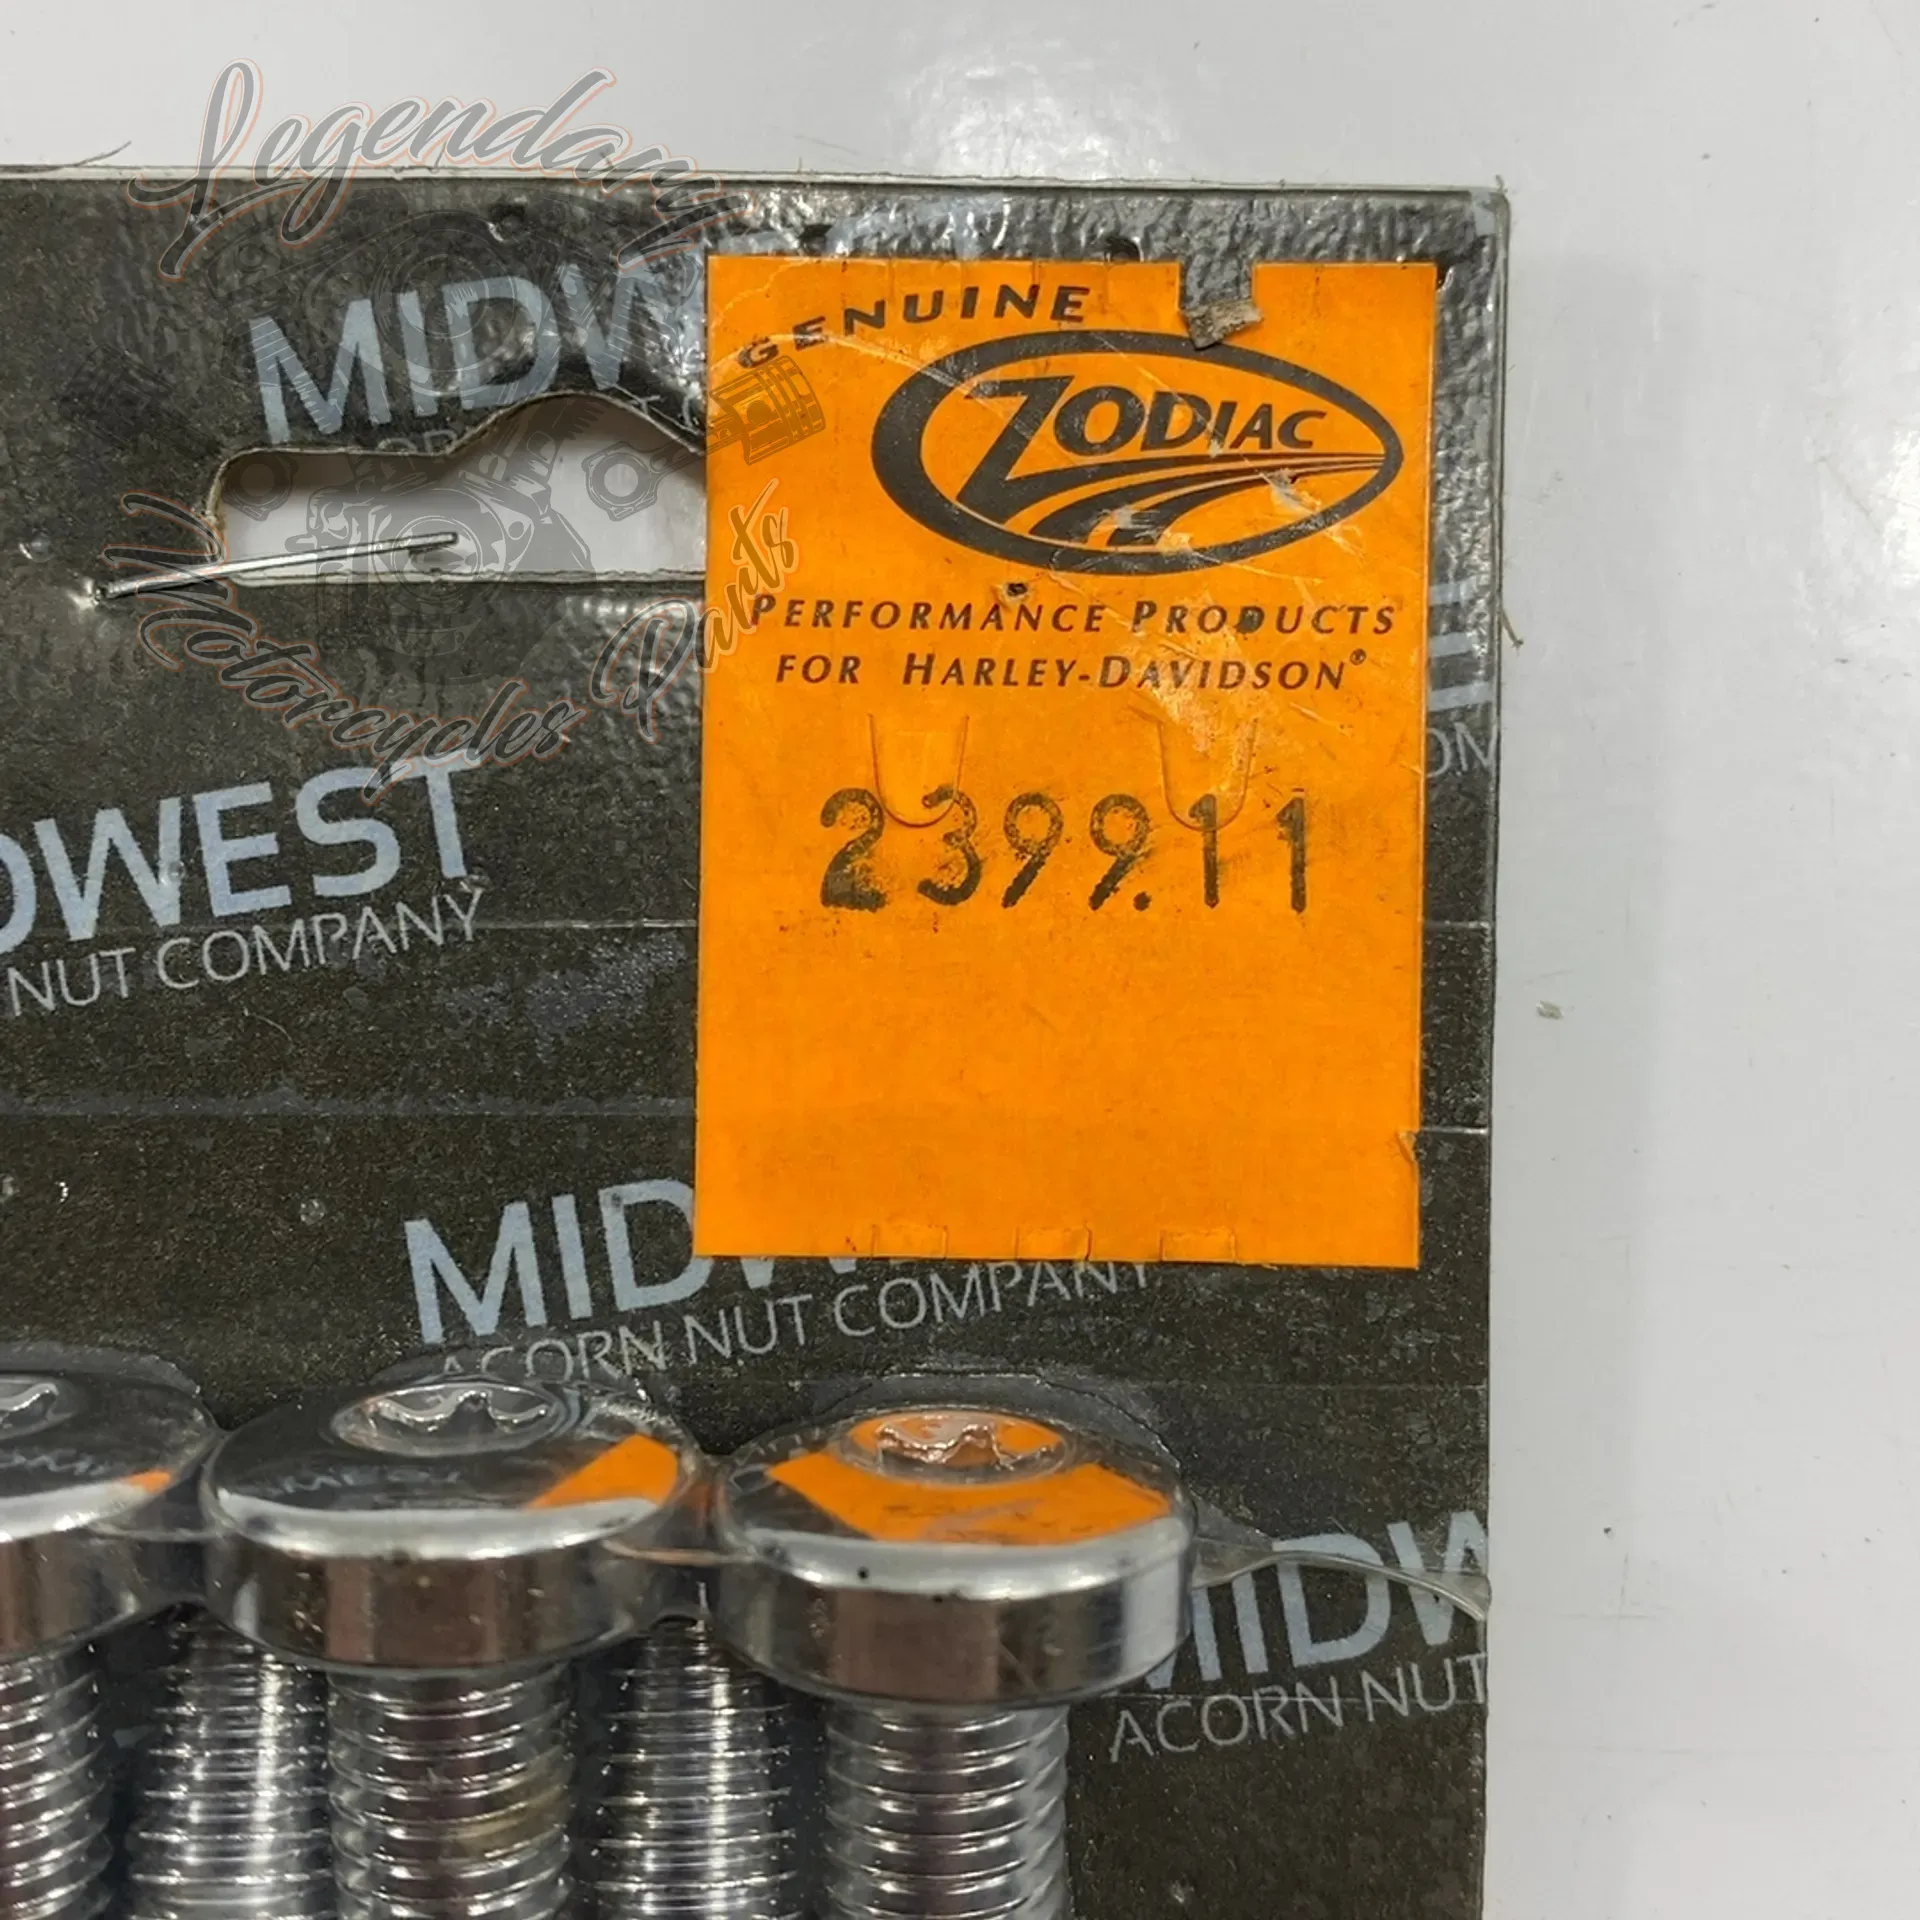 Legendary
Motorcycles Parts
GENUINE
ZODIAC
PERFORMANCE PRODUCTS
FOR HARLEY-DAVIDSON®
2399.11
MIDW
DWEST
NUT COMPANY
MIDW
ACORN NUT COMPANY
MIDW
ACORN NUT